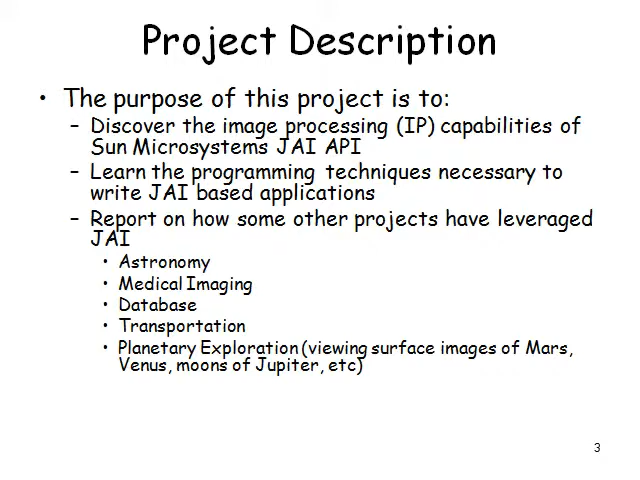 Project Description
• The purpose of this project is to:
– Discover the image processing (IP) capabilities of
Sun Microsystems JAI API
– Learn the programming techniques necessary to
write JAI based applications
– Report on how some other projects have leveraged
JAI
• Astronomy
• Medical Imaging
• Database
• Transportation
• Planetary Exploration (viewing surface images of Mars,
Venus, moons of Jupiter, etc)
3